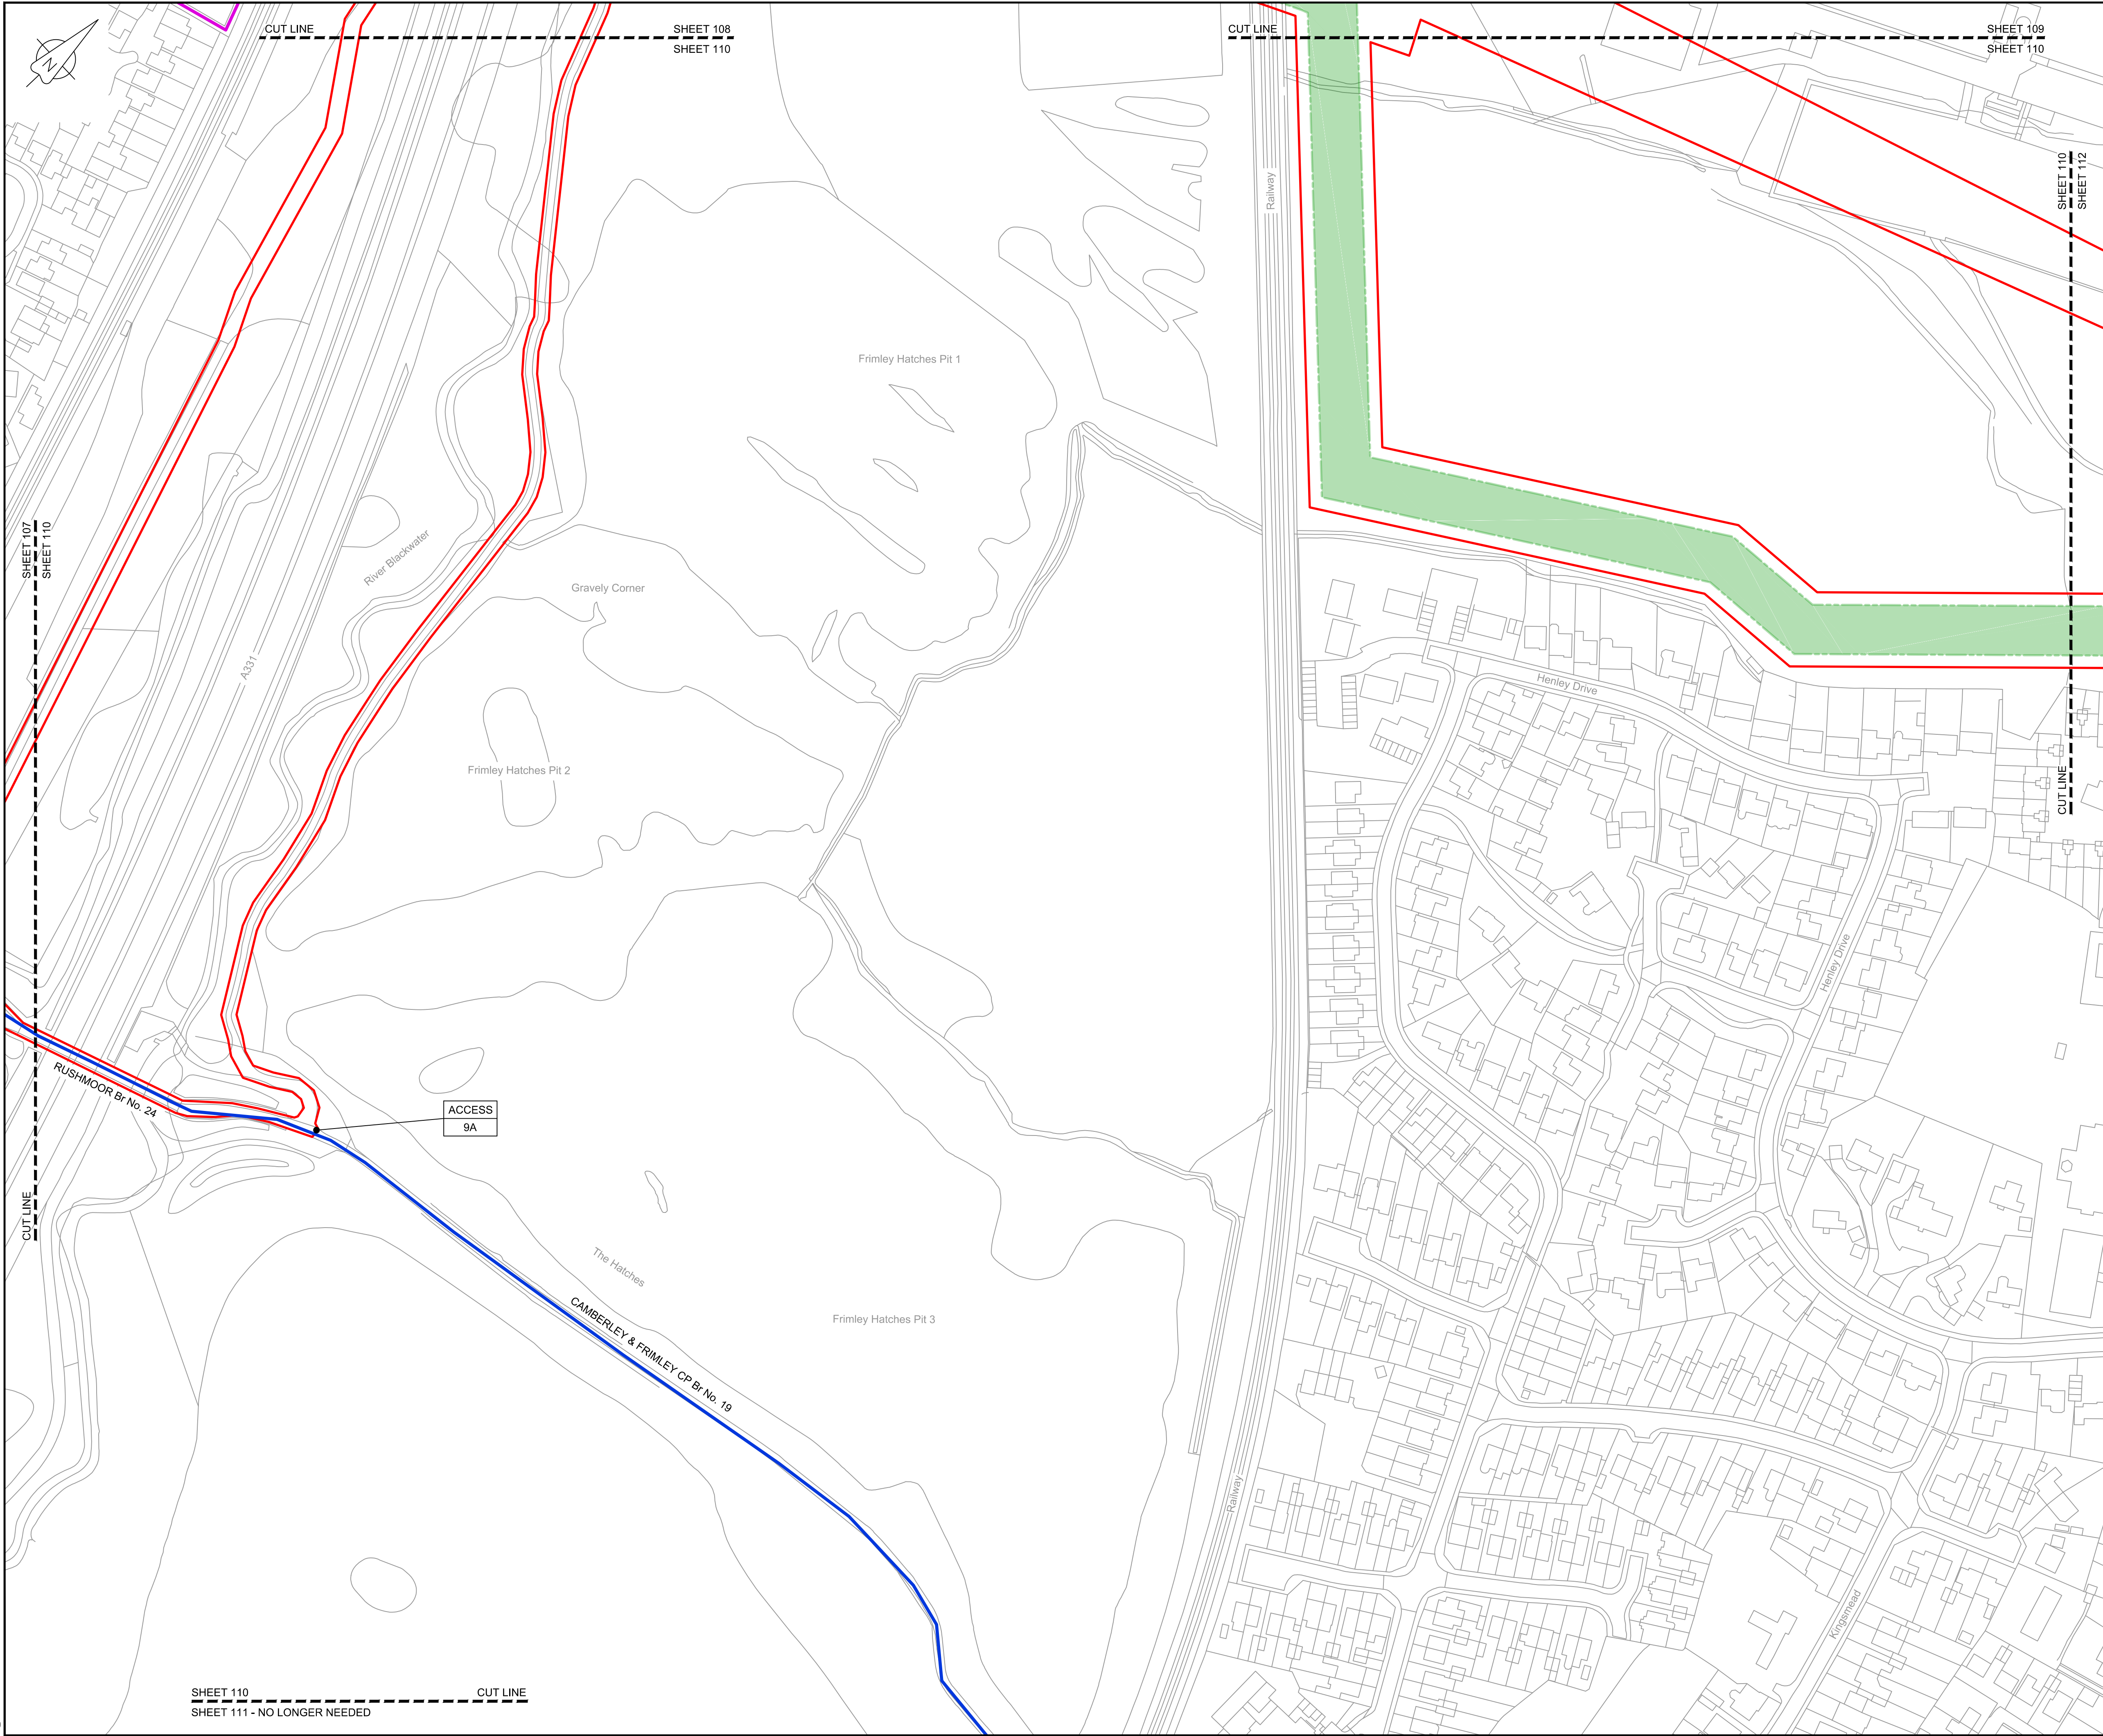 N
CUT LINE
SHEET 108
SHEET 110
CUT LINE
SHEET 109
SHEET 110
SHEET 110
SHEET 112
CUT LINE
Railway
Frimley Hatches Pit 1
SHEET 107
SHEET 110
CUT LINE
River Blackwater
Gravely Corner
A331
Henley Drive
Frimley Hatches Pit 2
Henley Drive
RUSHMOOR Br No. 24
ACCESS
9A
The Hatches
CAMBERLEY & FRIMLEY CP Br No. 19
Frimley Hatches Pit 3
Railway
Kingsmead
SHEET 110
CUT LINE
SHEET 111 - NO LONGER NEEDED